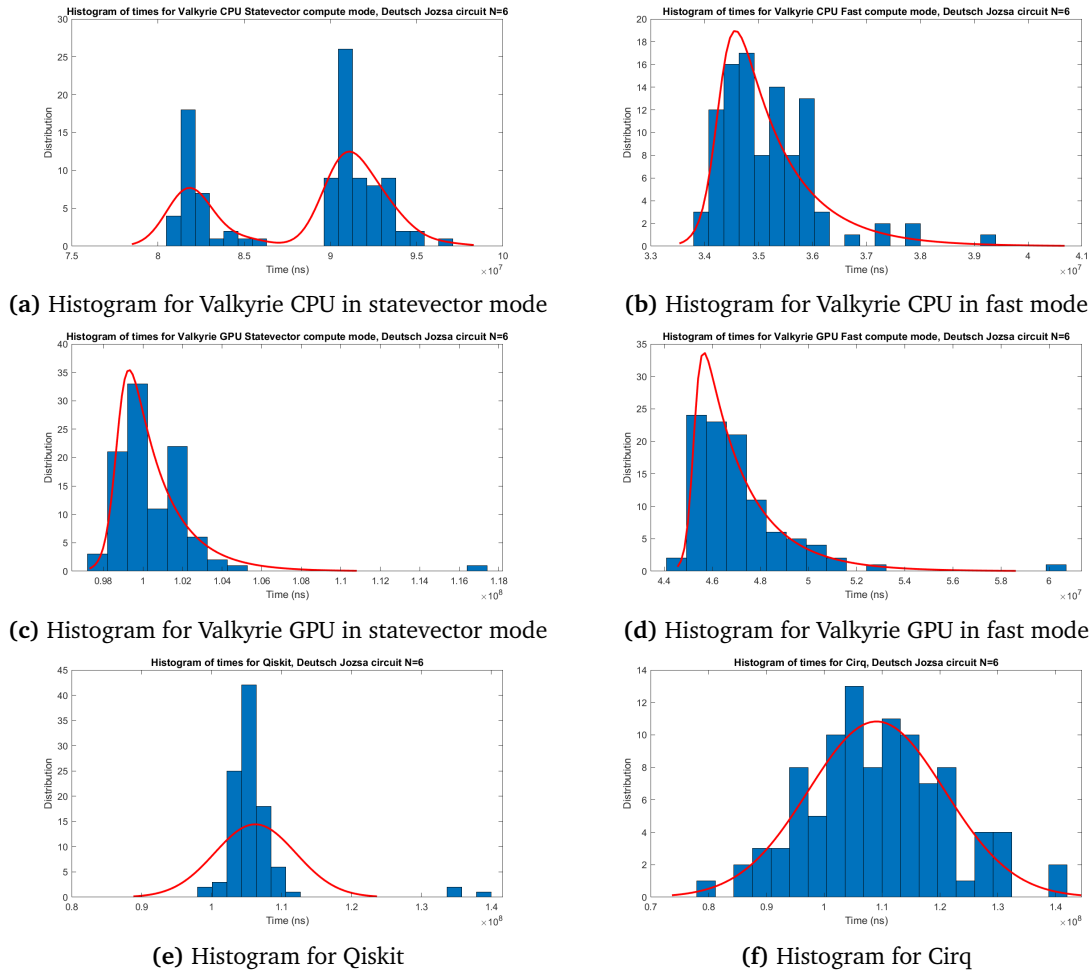 Histogram of times for Valkyrie CPU Statevector compute mode, Deutsch Jozsa circuit N=6
30
25
20
15
10
5
0
Distribution
7.5 8 8.5 9 9.5 10
Time (ns)
×10⁷
(a) Histogram for Valkyrie CPU in statevector mode
Histogram of times for Valkyrie CPU Fast compute mode, Deutsch Jozsa circuit N=6
20
18
16
14
12
10
8
6
4
2
0
Distribution
3.3 3.4 3.5 3.6 3.7 3.8 3.9 4 4.1
Time (ns)
×10⁷
(b) Histogram for Valkyrie CPU in fast mode
Histogram of times for Valkyrie GPU Statevector compute mode, Deutsch Jozsa circuit N=6
40
35
30
25
20
15
10
5
0
Distribution
0.98 1 1.02 1.04 1.06 1.08 1.1 1.12 1.14 1.16 1.18
Time (ns)
×10⁸
(c) Histogram for Valkyrie GPU in statevector mode
Histogram of times for Valkyrie GPU Fast compute mode, Deutsch Jozsa circuit N=6
35
30
25
20
15
10
5
0
Distribution
4.4 4.6 4.8 5 5.2 5.4 5.6 5.8 6
Time (ns)
×10⁷
(d) Histogram for Valkyrie GPU in fast mode
Histogram of times for Qiskit, Deutsch Jozsa circuit N=6
45
40
35
30
25
20
15
10
5
0
Distribution
0.8 0.9 1 1.1 1.2 1.3 1.4
Time (ns)
×10⁸
(e) Histogram for Qiskit
Histogram of times for Cirq, Deutsch Jozsa circuit N=6
14
12
10
8
6
4
2
0
Distribution
0.7 0.8 0.9 1 1.1 1.2 1.3 1.4
Time (ns)
×10⁸
(f) Histogram for Cirq